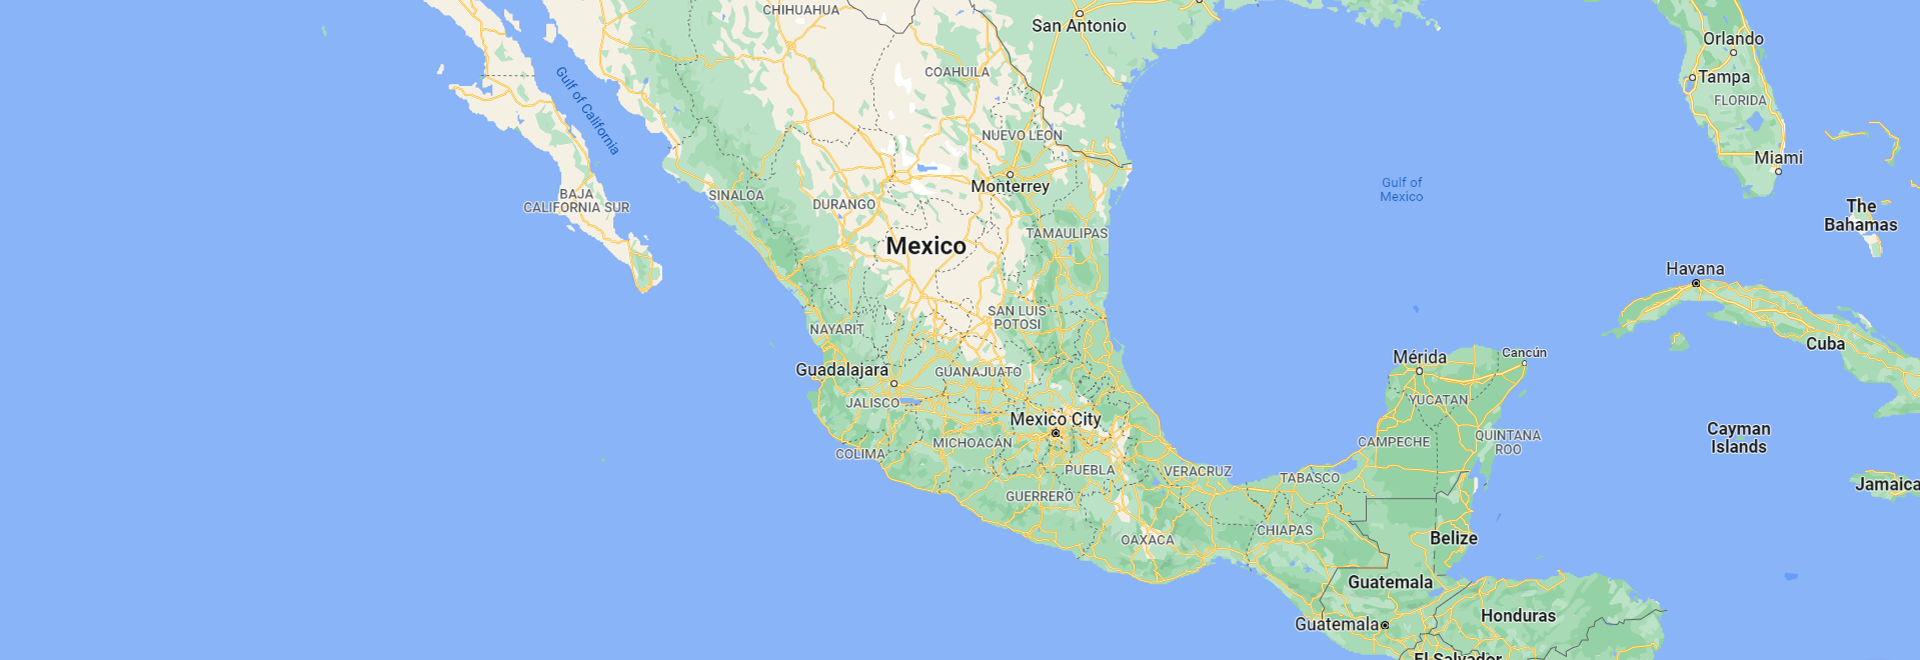 CHIHUAHUA
San Antonio
Orlando
COAHUILA
Tampa
FLORIDA
Gulf of California
NUEVO LEON
Miami
Monterrey
Gulf of
Mexico
BAJA
CALIFORNIA SUR
SINALOA
DURANGO
The
Bahamas
TAMAULIPAS
Mexico
Havana
SAN LUIS
POTOSI
NAYARIT
Cuba
Mérida
Cancún
Guadalajara
GUANAJUATO
JALISCO
YUCATAN
Mexico City
Cayman
Islands
MICHOACÁN
CAMPECHE
QUINTANA
ROO
COLIMA
PUEBLA
VERACRUZ
TABASCO
Jamaica
GUERRERO
CHIAPAS
OAXACA
Belize
Guatemala
Honduras
Guatemala
El Salvador